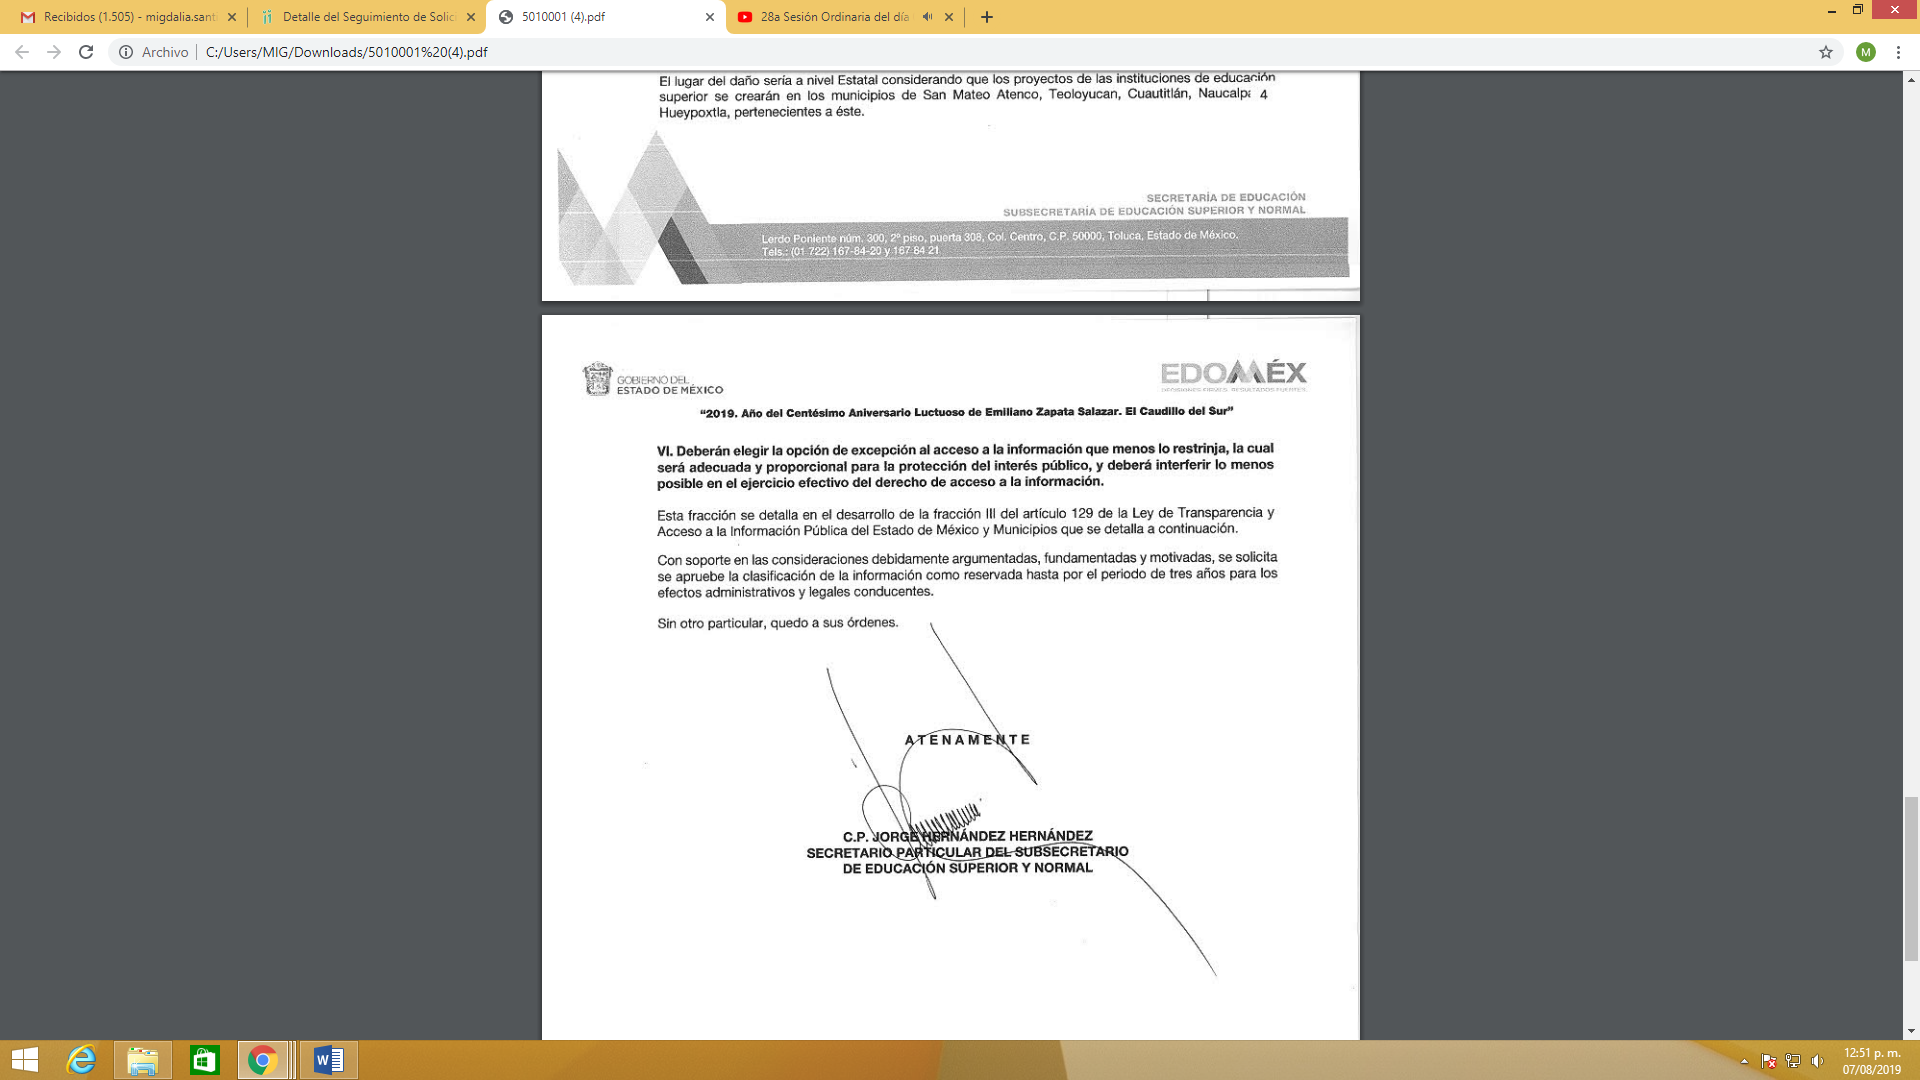 Recibidos (1.505) - migdalia.sant
Detalle del Seguimiento de Solic
5010001 (4).pdf
28a Sesión Ordinaria del día
Archivo
C:/Users/MIG/Downloads/5010001%20(4).pdf
M
El lugar del daño sería a nivel Estatal considerando que los proyectos de las instituciones de educación
superior se crearán en los municipios de San Mateo Atenco, Teoloyucan, Cuautitlán, Naucalpa 4
Hueypoxtla, pertenecientes a éste.
SECRETARÍA DE EDUCACIÓN
SUBSECRETARÍA DE EDUCACIÓN SUPERIOR Y NORMAL
Lerdo Poniente núm. 300, 2º piso, puerta 308, Col. Centro, C.P. 50000, Toluca, Estado de México.
Tels.: (01 722) 167-84-20 y 167 84 21
GOBIERNO DEL
ESTADO DE MÉXICO
EDOMÉX
DECISIONES FIRMES, RESULTADOS FUERTES.
“2019. Año del Centésimo Aniversario Luctuoso de Emiliano Zapata Salazar. El Caudillo del Sur”
VI. Deberán elegir la opción de excepción al acceso a la información que menos lo restrinja, la cual
será adecuada y proporcional para la protección del interés público, y deberá interferir lo menos
posible en el ejercicio efectivo del derecho de acceso a la información.
Esta fracción se detalla en el desarrollo de la fracción III del artículo 129 de la Ley de Transparencia y
Acceso a la Información Pública del Estado de México y Municipios que se detalla a continuación.
Con soporte en las consideraciones debidamente argumentadas, fundamentadas y motivadas, se solicita
se apruebe la clasificación de la información como reservada hasta por el periodo de tres años para los
efectos administrativos y legales conducentes.
Sin otro particular, quedo a sus órdenes.
A T E N A M E N T E
C.P. JORGE HERNÁNDEZ HERNÁNDEZ
SECRETARIO PARTICULAR DEL SUBSECRETARIO
DE EDUCACIÓN SUPERIOR Y NORMAL
12:51 p. m.
07/08/2019